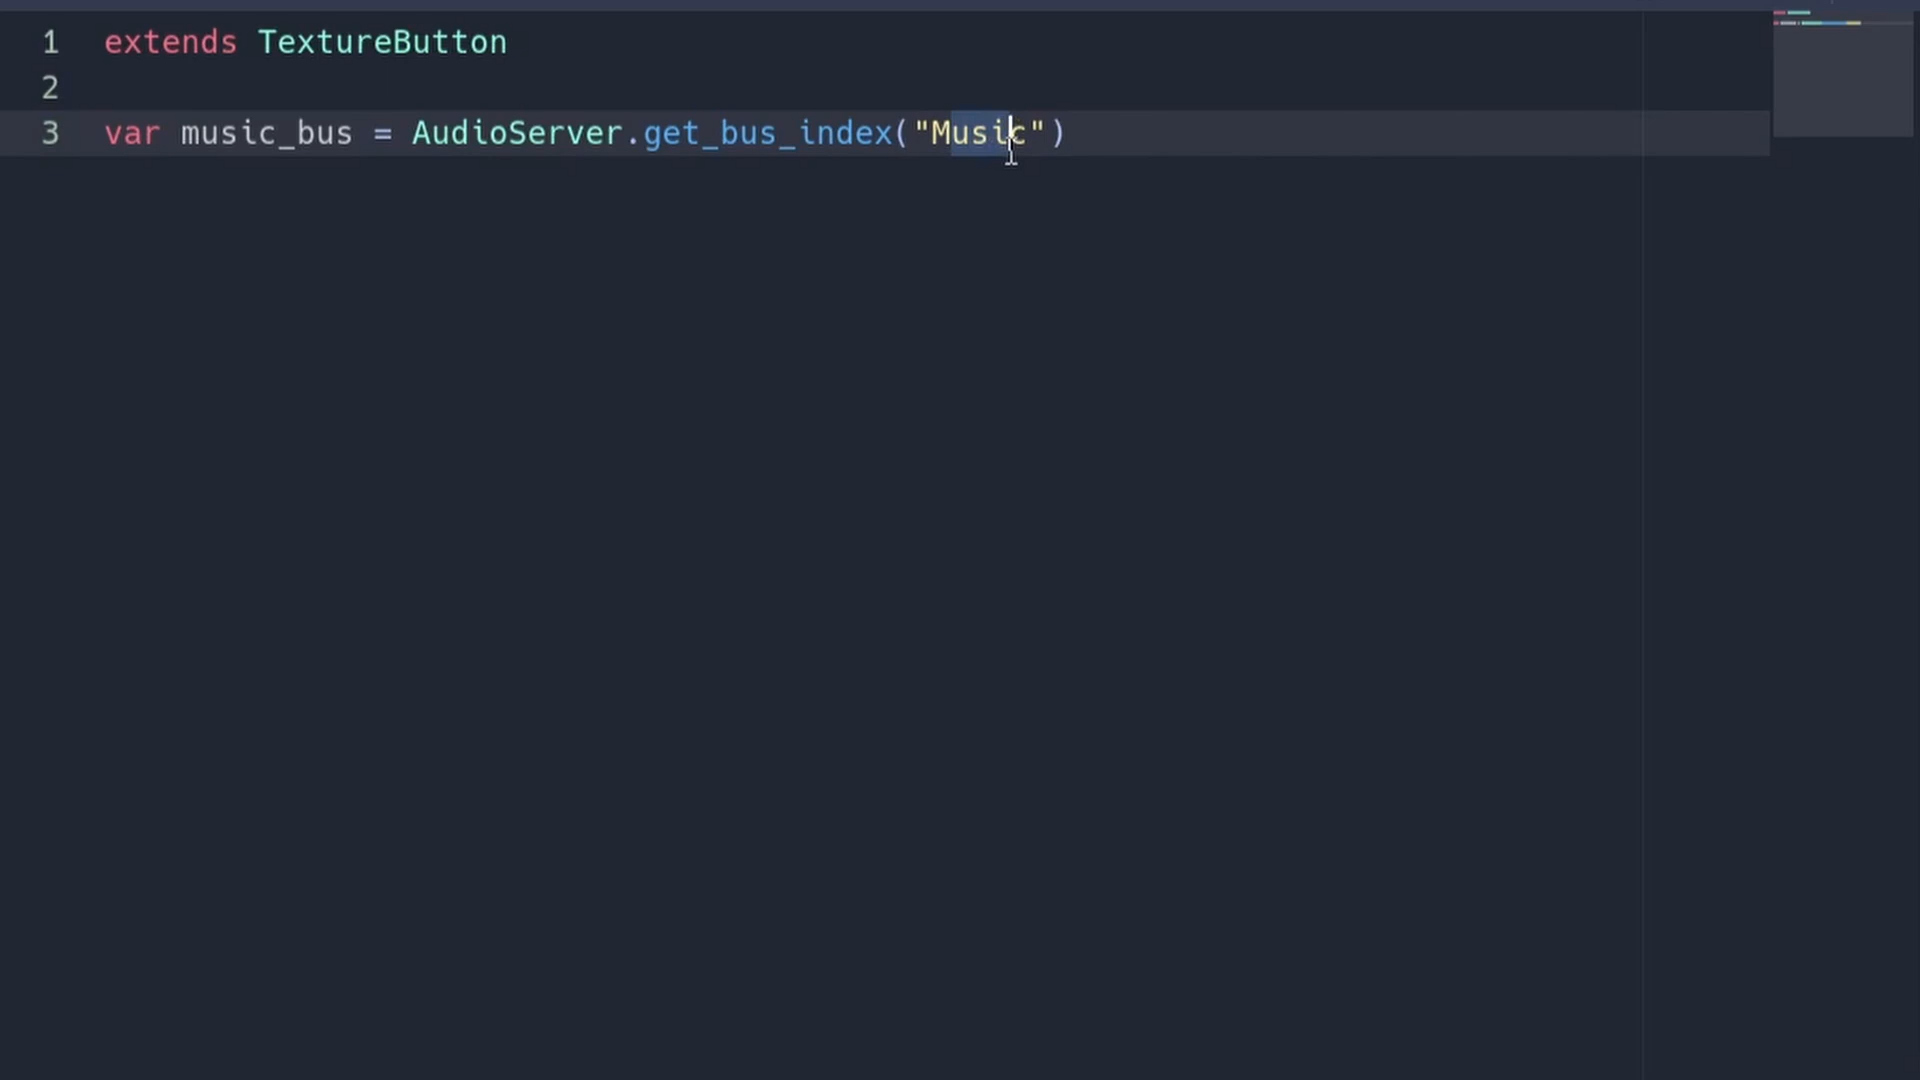 1 extends TextureButton
2
3 var music_bus = AudioServer.get_bus_index("Music")